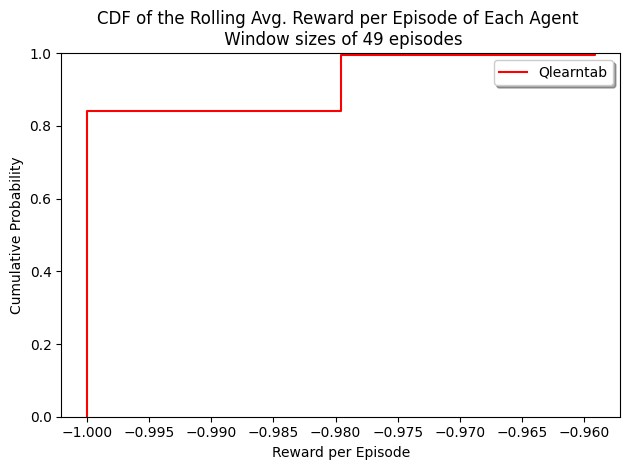 CDF of the Rolling Avg. Reward per Episode of Each Agent
Window sizes of 49 episodes
Qlearntab
Cumulative Probability
1.0
0.8
0.6
0.4
0.2
0.0
−1.000 −0.995 −0.990 −0.985 −0.980 −0.975 −0.970 −0.965 −0.960
Reward per Episode